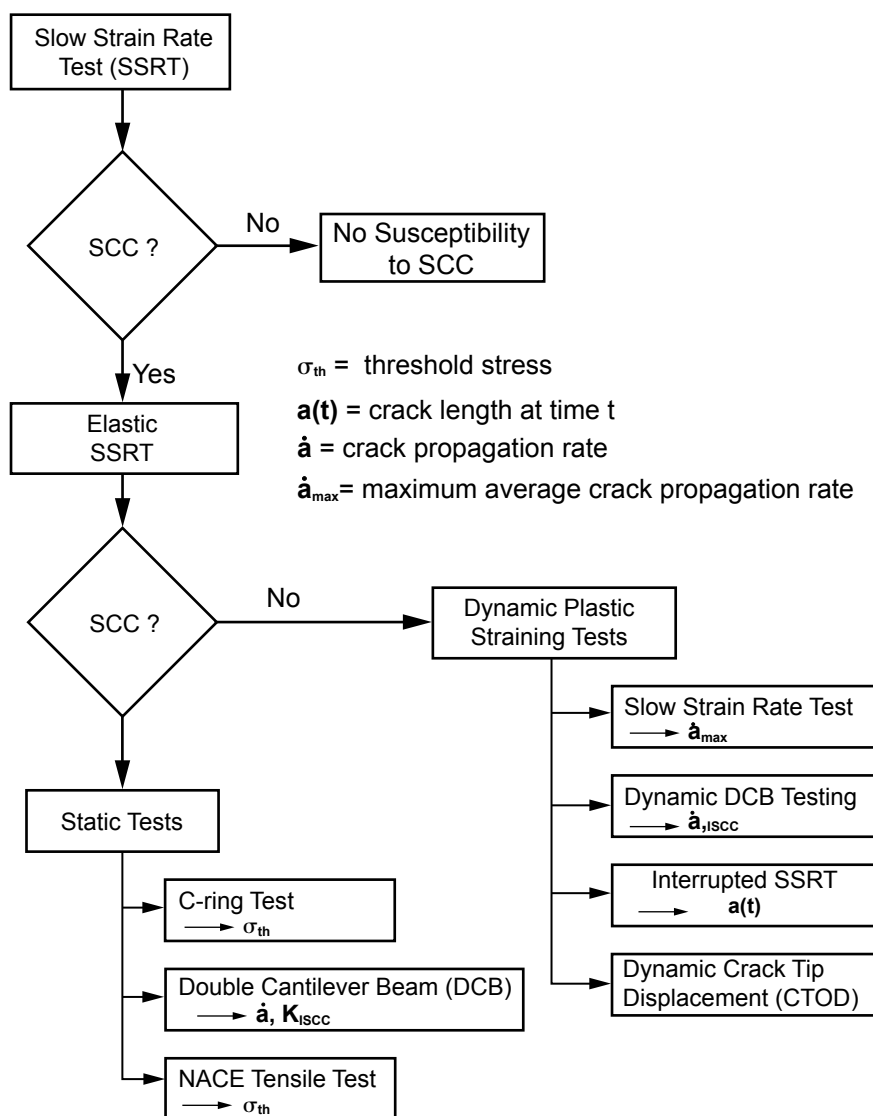 Slow Strain Rate
Test (SSRT)
SCC ?
No
No Susceptibility
to SCC
Yes
σth = threshold stress
a(t) = crack length at time t
ȧ = crack propagation rate
ȧmax= maximum average crack propagation rate
Elastic
SSRT
SCC ?
No
Dynamic Plastic
Straining Tests
Slow Strain Rate Test
ȧmax
Dynamic DCB Testing
ȧ,ISCC
Interrupted SSRT
a(t)
Dynamic Crack Tip
Displacement (CTOD)
Static Tests
C-ring Test
σth
Double Cantilever Beam (DCB)
ȧ, KISCC
NACE Tensile Test
σth